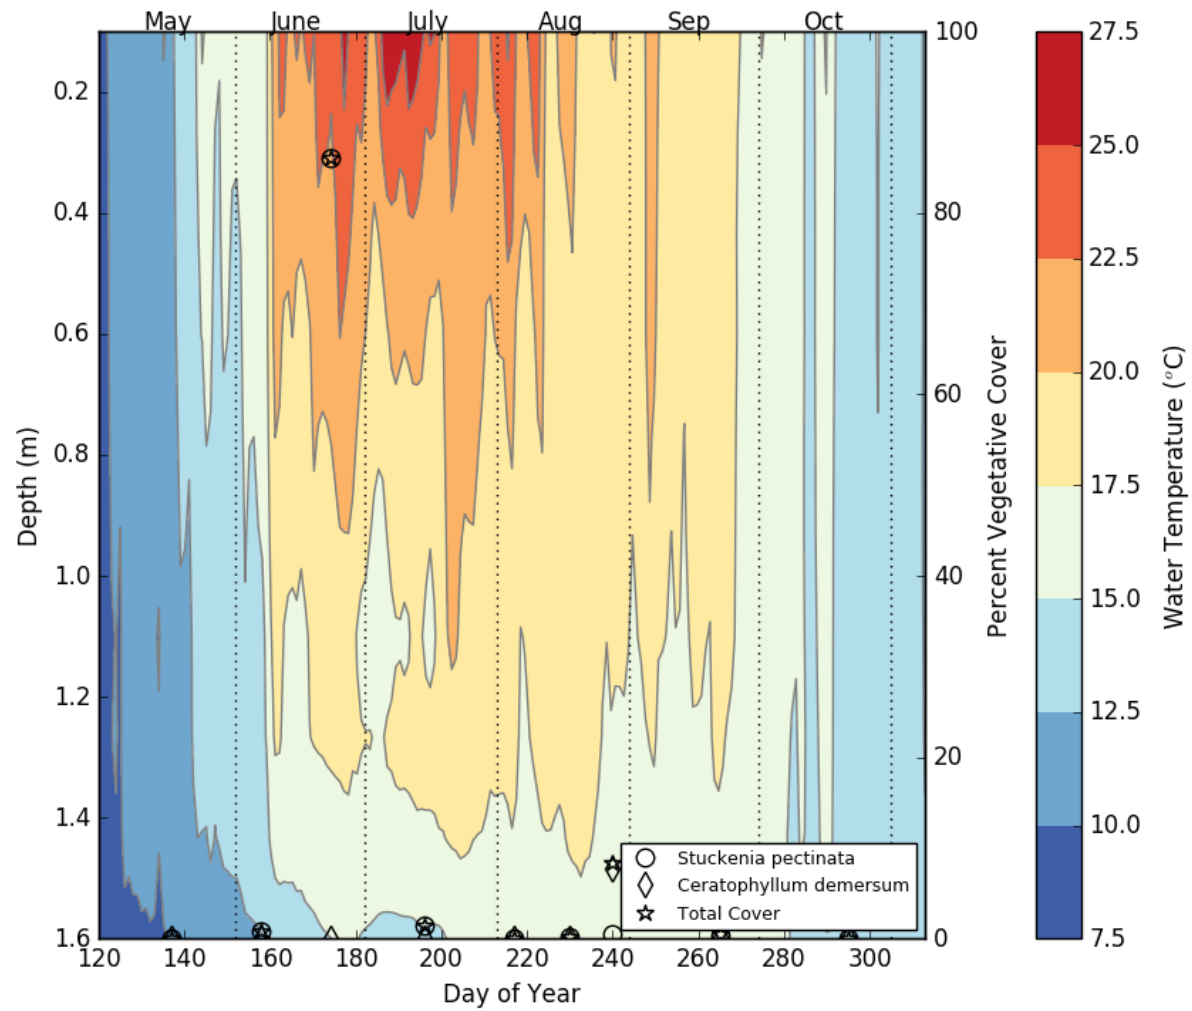 May June July Aug Sep Oct
0.2
0.4
0.6
0.8
1.0
1.2
1.4
1.6
Depth (m)
120 140 160 180 200 220 240 260 280 300
Day of Year
100
80
60
40
20
0
Percent Vegetative Cover
Stuckenia pectinata
Ceratophyllum demersum
Total Cover
27.5
25.0
22.5
20.0
17.5
15.0
12.5
10.0
7.5
Water Temperature (°C)